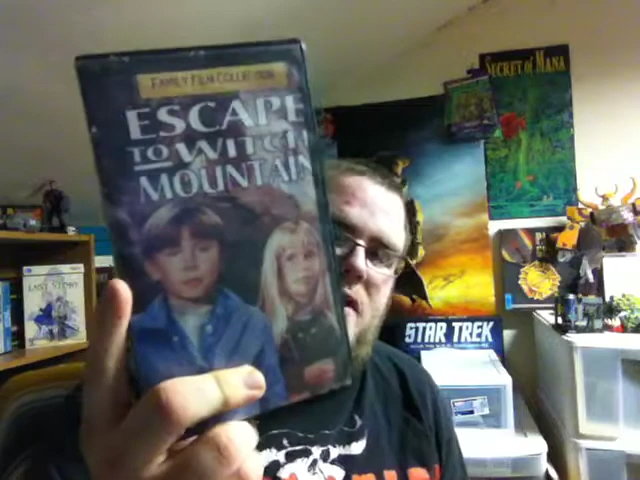 FAMILY FILM COLLECTION
ESCAPE
TO WITCH
MOUNTAIN
SECRET OF MANA
LAST STORY
STAR TREK